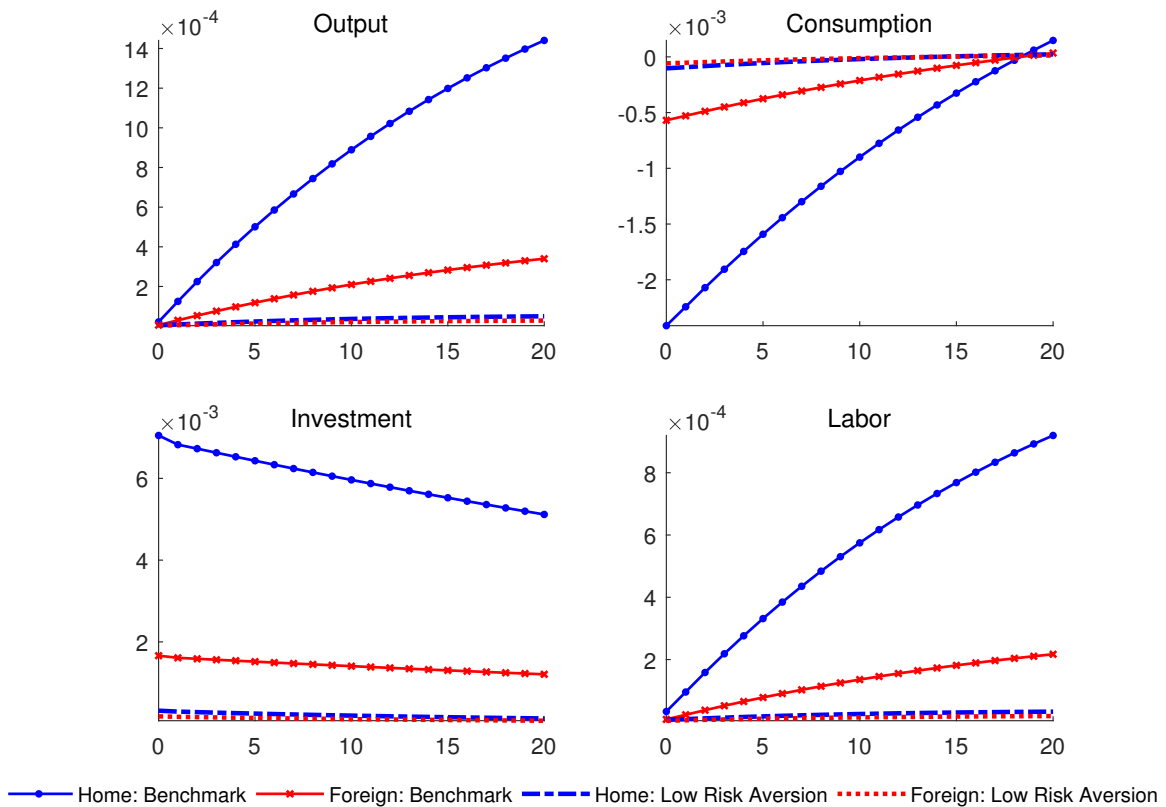 ×10⁻⁴
Output
14
12
10
8
6
4
2
0 5 10 15 20
×10⁻³
Consumption
0
-0.5
-1
-1.5
-2
0 5 10 15 20
×10⁻³
Investment
6
4
2
0 5 10 15 20
×10⁻⁴
Labor
8
6
4
2
0 5 10 15 20
Home: Benchmark Foreign: Benchmark Home: Low Risk Aversion Foreign: Low Risk Aversion